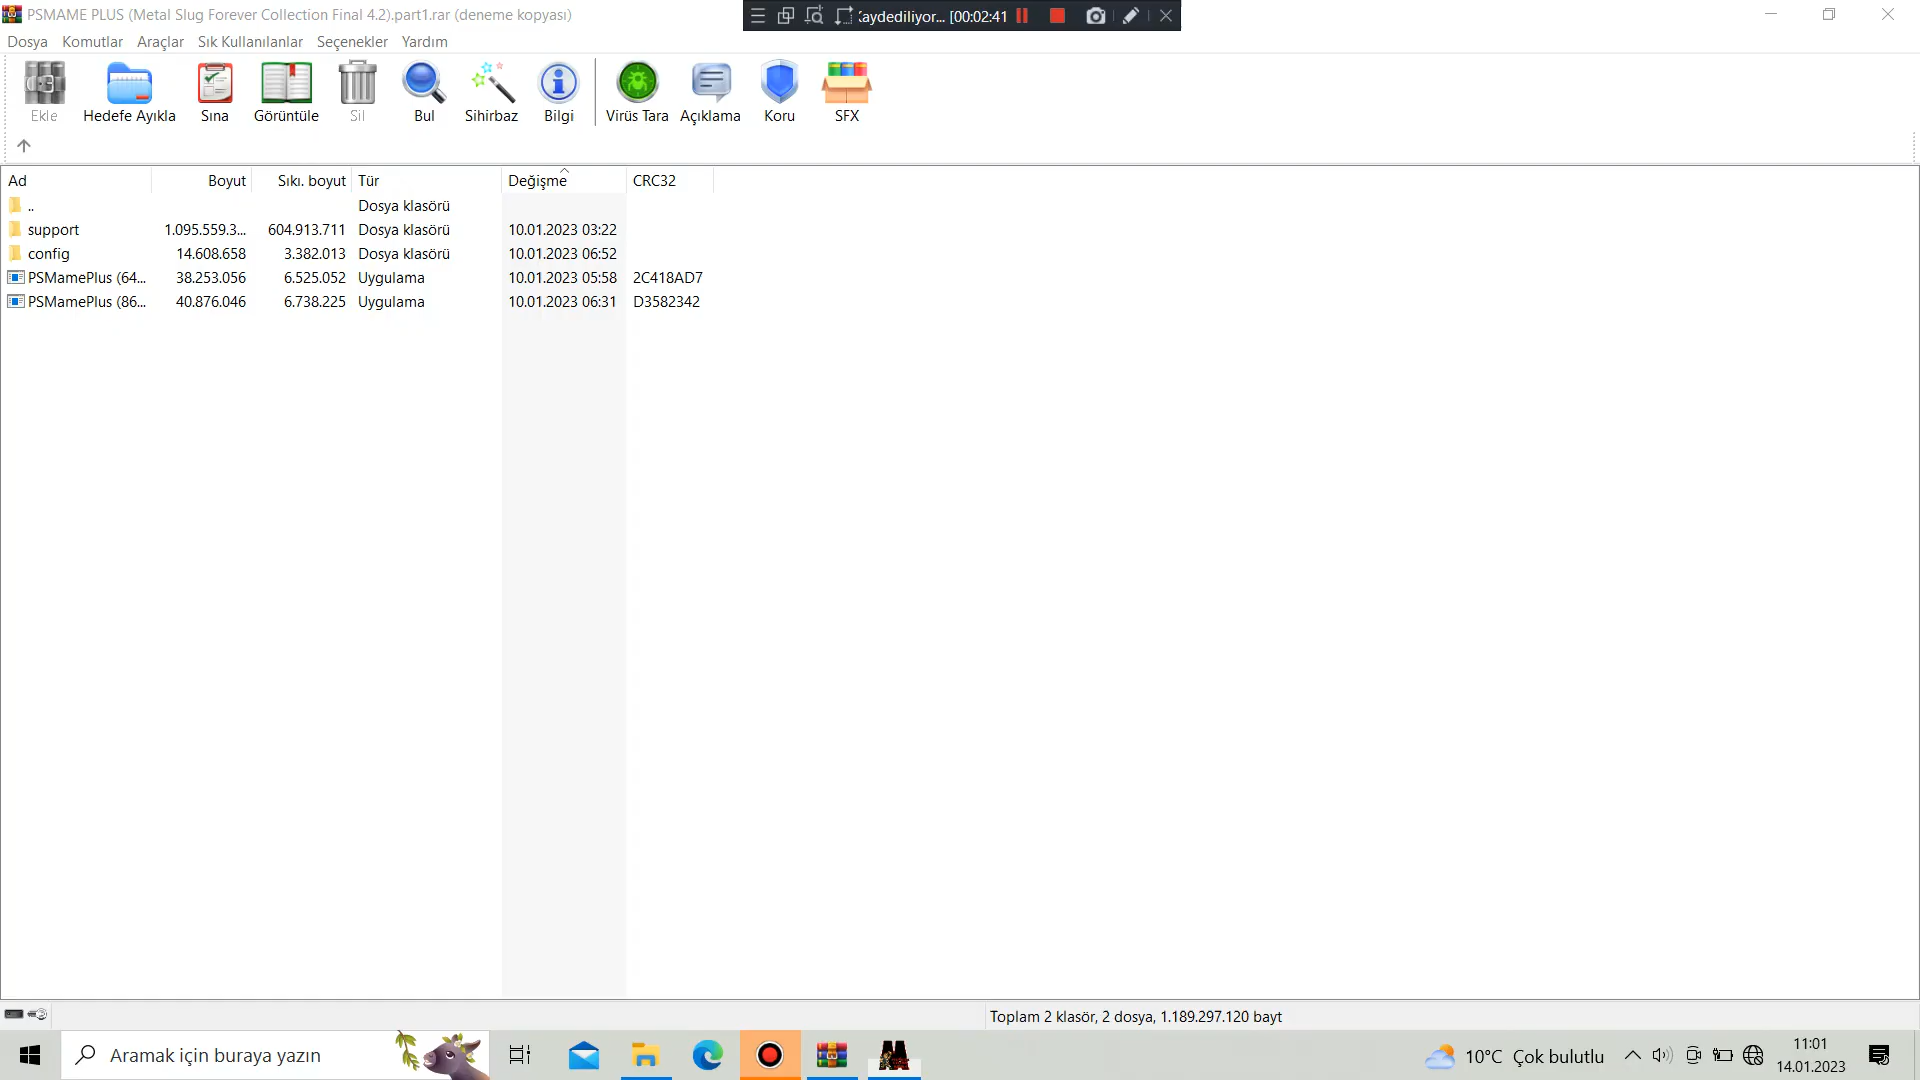 PSMAME PLUS (Metal Slug Forever Collection Final 4.2).part1.rar (deneme kopyası)
aydediliyor... [00:02:41
Dosya Komutlar Araçlar Sık Kullanılanlar Seçenekler Yardım
Ekle Hedefe Ayıkla Sına Görüntüle Sil Bul Sihirbaz Bilgi Virüs Tara Açıklama Koru SFX
Ad Boyut Sıkı. boyut Tür Değişme CRC32
.. Dosya klasörü
support 1.095.559.3... 604.913.711 Dosya klasörü 10.01.2023 03:22
config 14.608.658 3.382.013 Dosya klasörü 10.01.2023 06:52
PSMamePlus (64... 38.253.056 6.525.052 Uygulama 10.01.2023 05:58 2C418AD7
PSMamePlus (86... 40.876.046 6.738.225 Uygulama 10.01.2023 06:31 D3582342
Toplam 2 klasör, 2 dosya, 1.189.297.120 bayt
Aramak için buraya yazın 10°C Çok bulutlu 11:01
14.01.2023